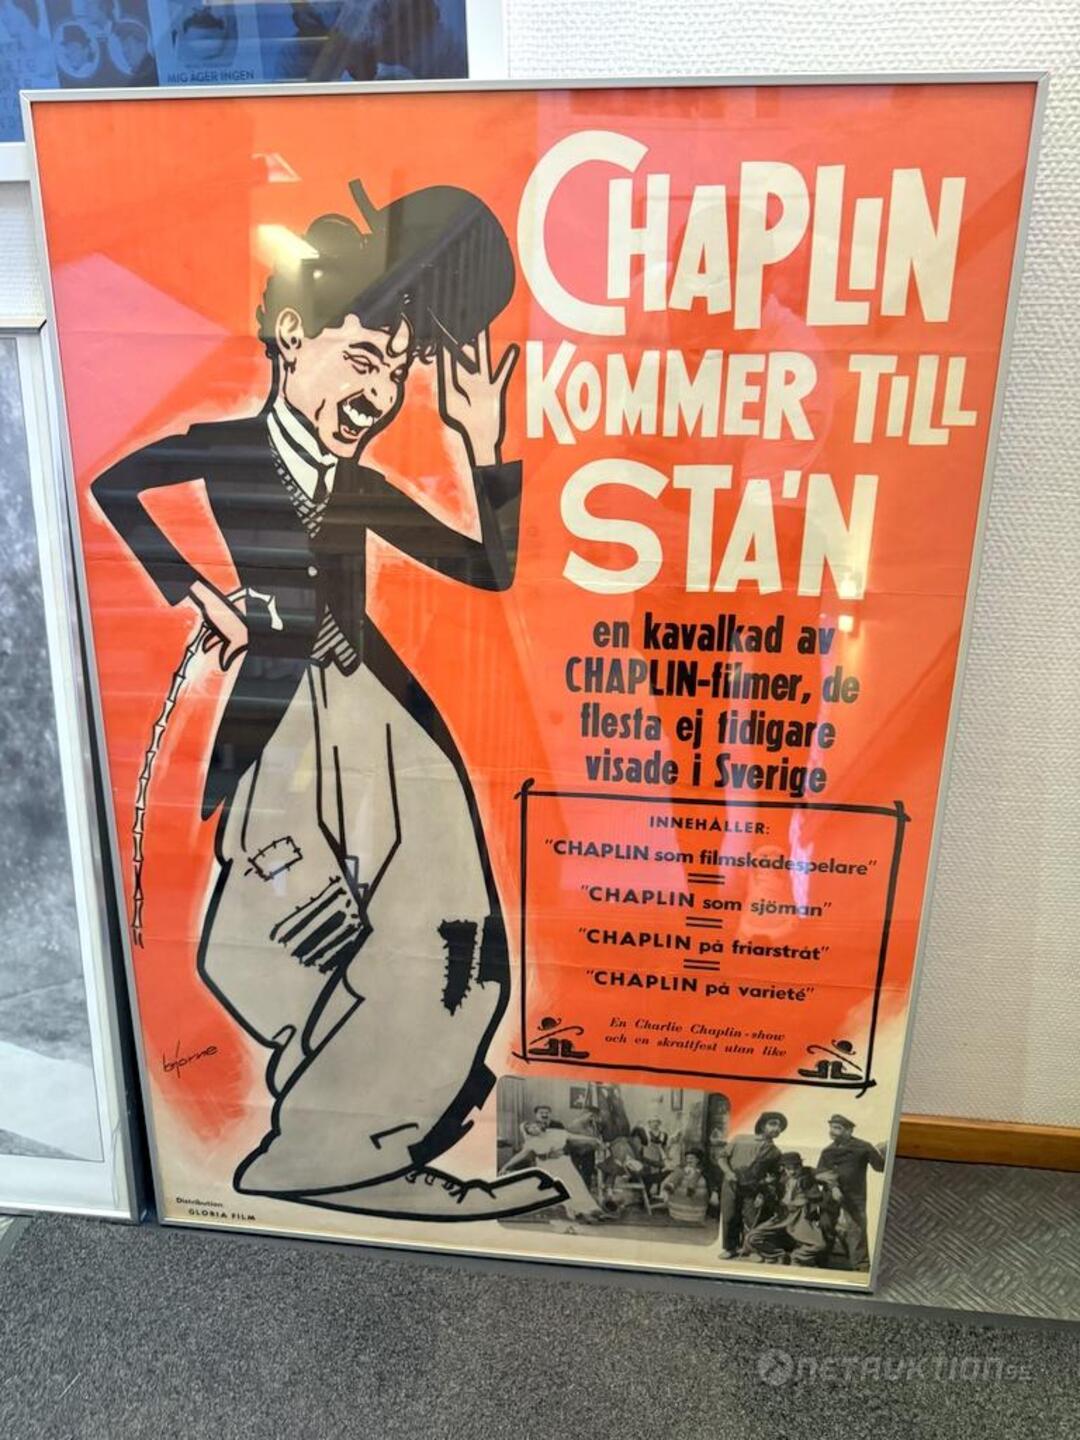 MIG ÄGER INGEN
CHAPLIN
KOMMER TILL
STA'N
en kavalkad av
CHAPLIN-filmer, de
flesta ej tidigare
visade i Sverige
INNEHÅLLER:
"CHAPLIN som filmskådespelare"
"CHAPLIN som sjöman"
"CHAPLIN på friarstråt"
"CHAPLIN på varieté"
En Charlie Chaplin-show
och en skrattfest utan like
bjorne
Distribution:
GLORIA FILM
NETAUKTION.SE